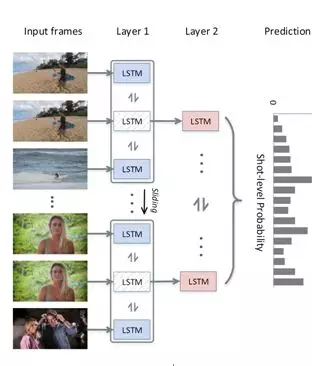 Input frames Layer 1 Layer 2 Prediction
LSTM
0
LSTM LSTM
LSTM
Sliding
Shot-level Probability
LSTM
LSTM LSTM
LSTM